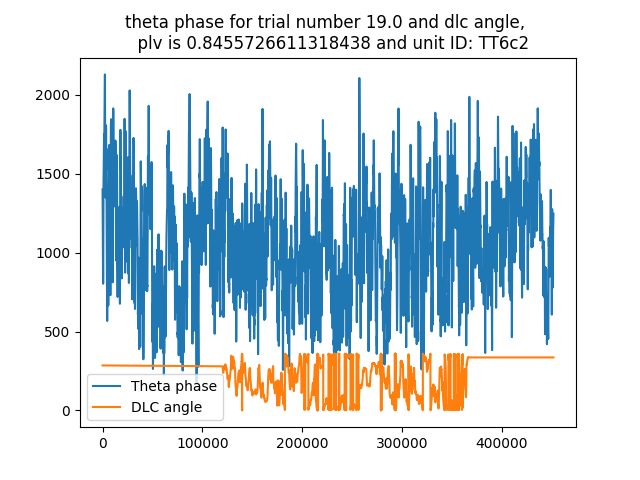 theta phase for trial number 19.0 and dlc angle,
plv is 0.8455726611318438 and unit ID: TT6c2
2000
1500
1000
500
0
Theta phase
DLC angle
0
100000
200000
300000
400000